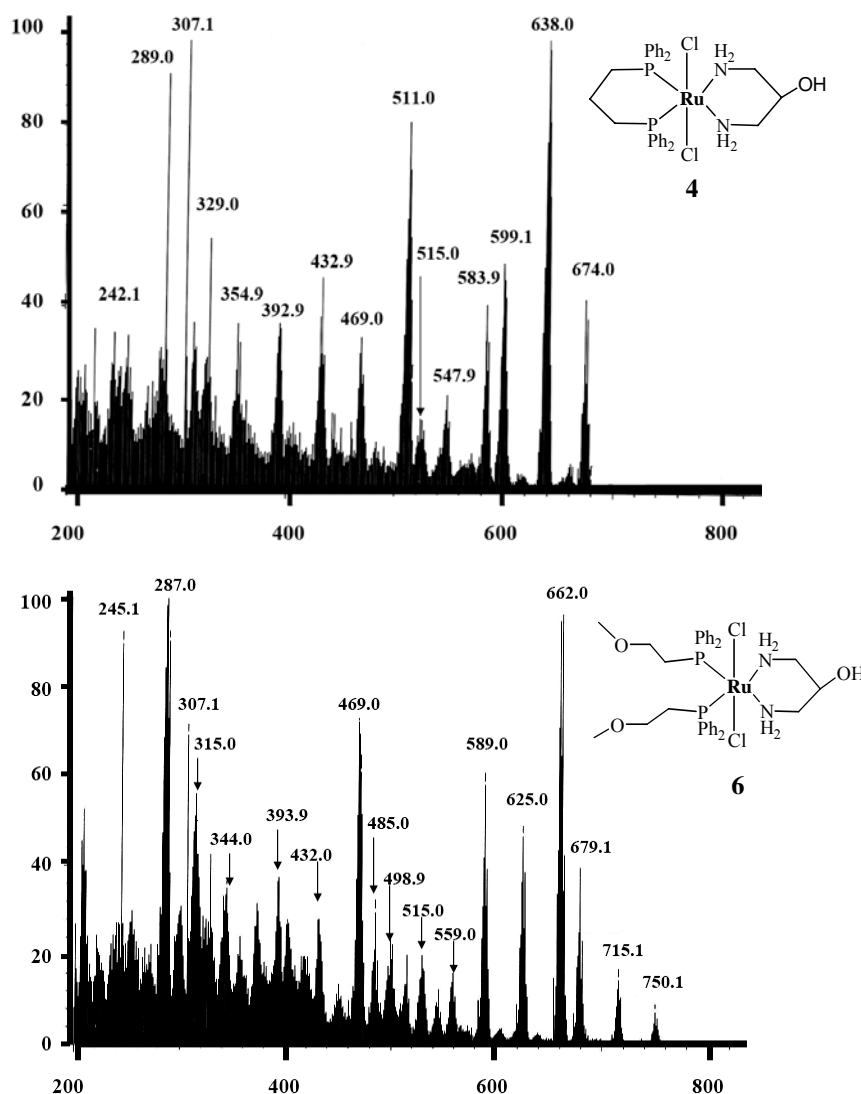 100
80
60
40
20
0
200
400
600
800
289.0
307.1
329.0
242.1
354.9
392.9
432.9
469.0
511.0
515.0
547.9
583.9
599.1
638.0
674.0
Ph2
P
Cl
H2
N
Ru
OH
P
Ph2
N
H2
Cl
4
100
80
60
40
20
0
200
400
600
800
245.1
287.0
307.1
315.0
344.0
393.9
432.0
469.0
485.0
498.9
515.0
559.0
589.0
625.0
662.0
679.1
715.1
750.1
O
Ph2
P
Cl
H2
N
Ru
OH
O
P
Ph2
N
H2
Cl
6